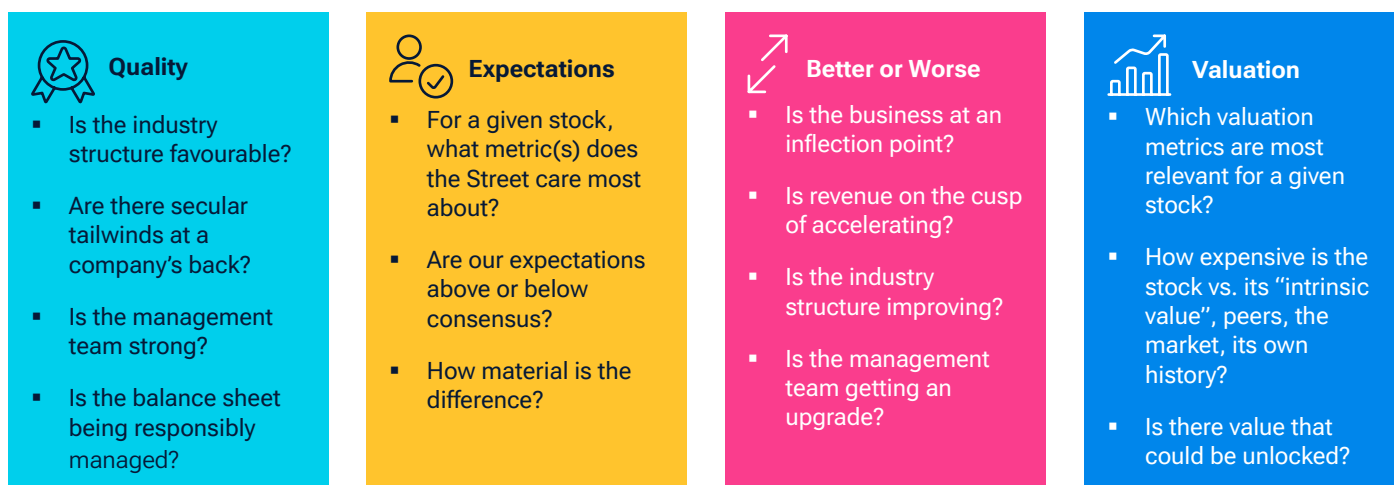 Quality
▪ Is the industry
structure favourable?
▪ Are there secular
tailwinds at a
company’s back?
▪ Is the management
team strong?
▪ Is the balance sheet
being responsibly
managed?
Expectations
▪ For a given stock,
what metric(s) does
the Street care most
about?
▪ Are our expectations
above or below
consensus?
▪ How material is the
difference?
Better or Worse
▪ Is the business at an
inflection point?
▪ Is revenue on the cusp
of accelerating?
▪ Is the industry
structure improving?
▪ Is the management
team getting an
upgrade?
Valuation
▪ Which valuation
metrics are most
relevant for a given
stock?
▪ How expensive is the
stock vs. its “intrinsic
value”, peers, the
market, its own
history?
▪ Is there value that
could be unlocked?